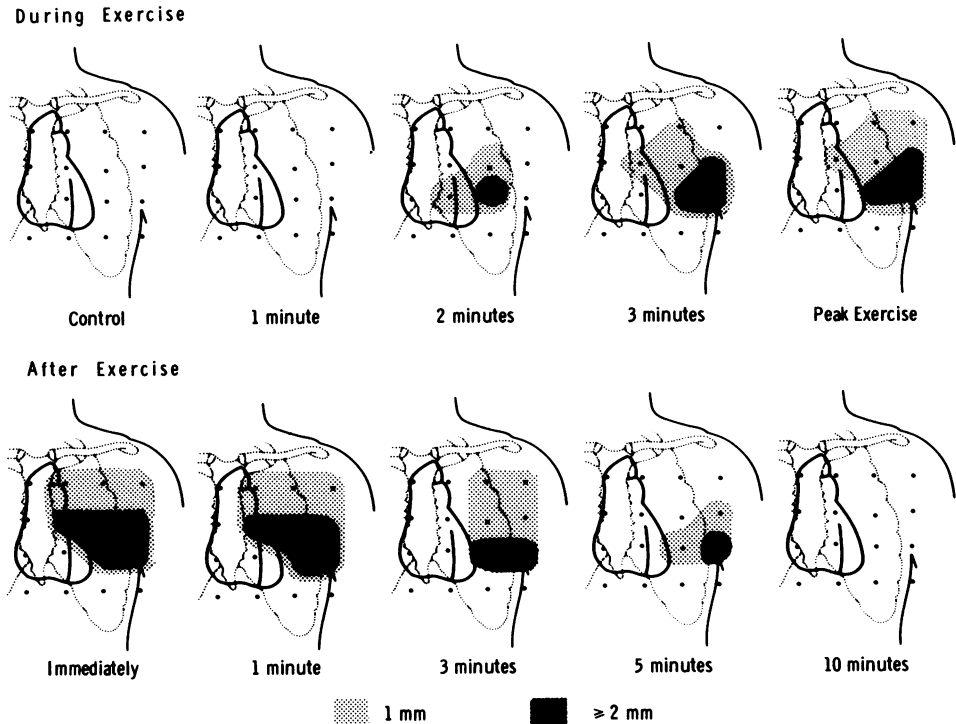 During Exercise
Control
1 minute
2 minutes
3 minutes
Peak Exercise
After Exercise
Immediately
1 minute
3 minutes
5 minutes
10 minutes
1 mm
≥ 2 mm